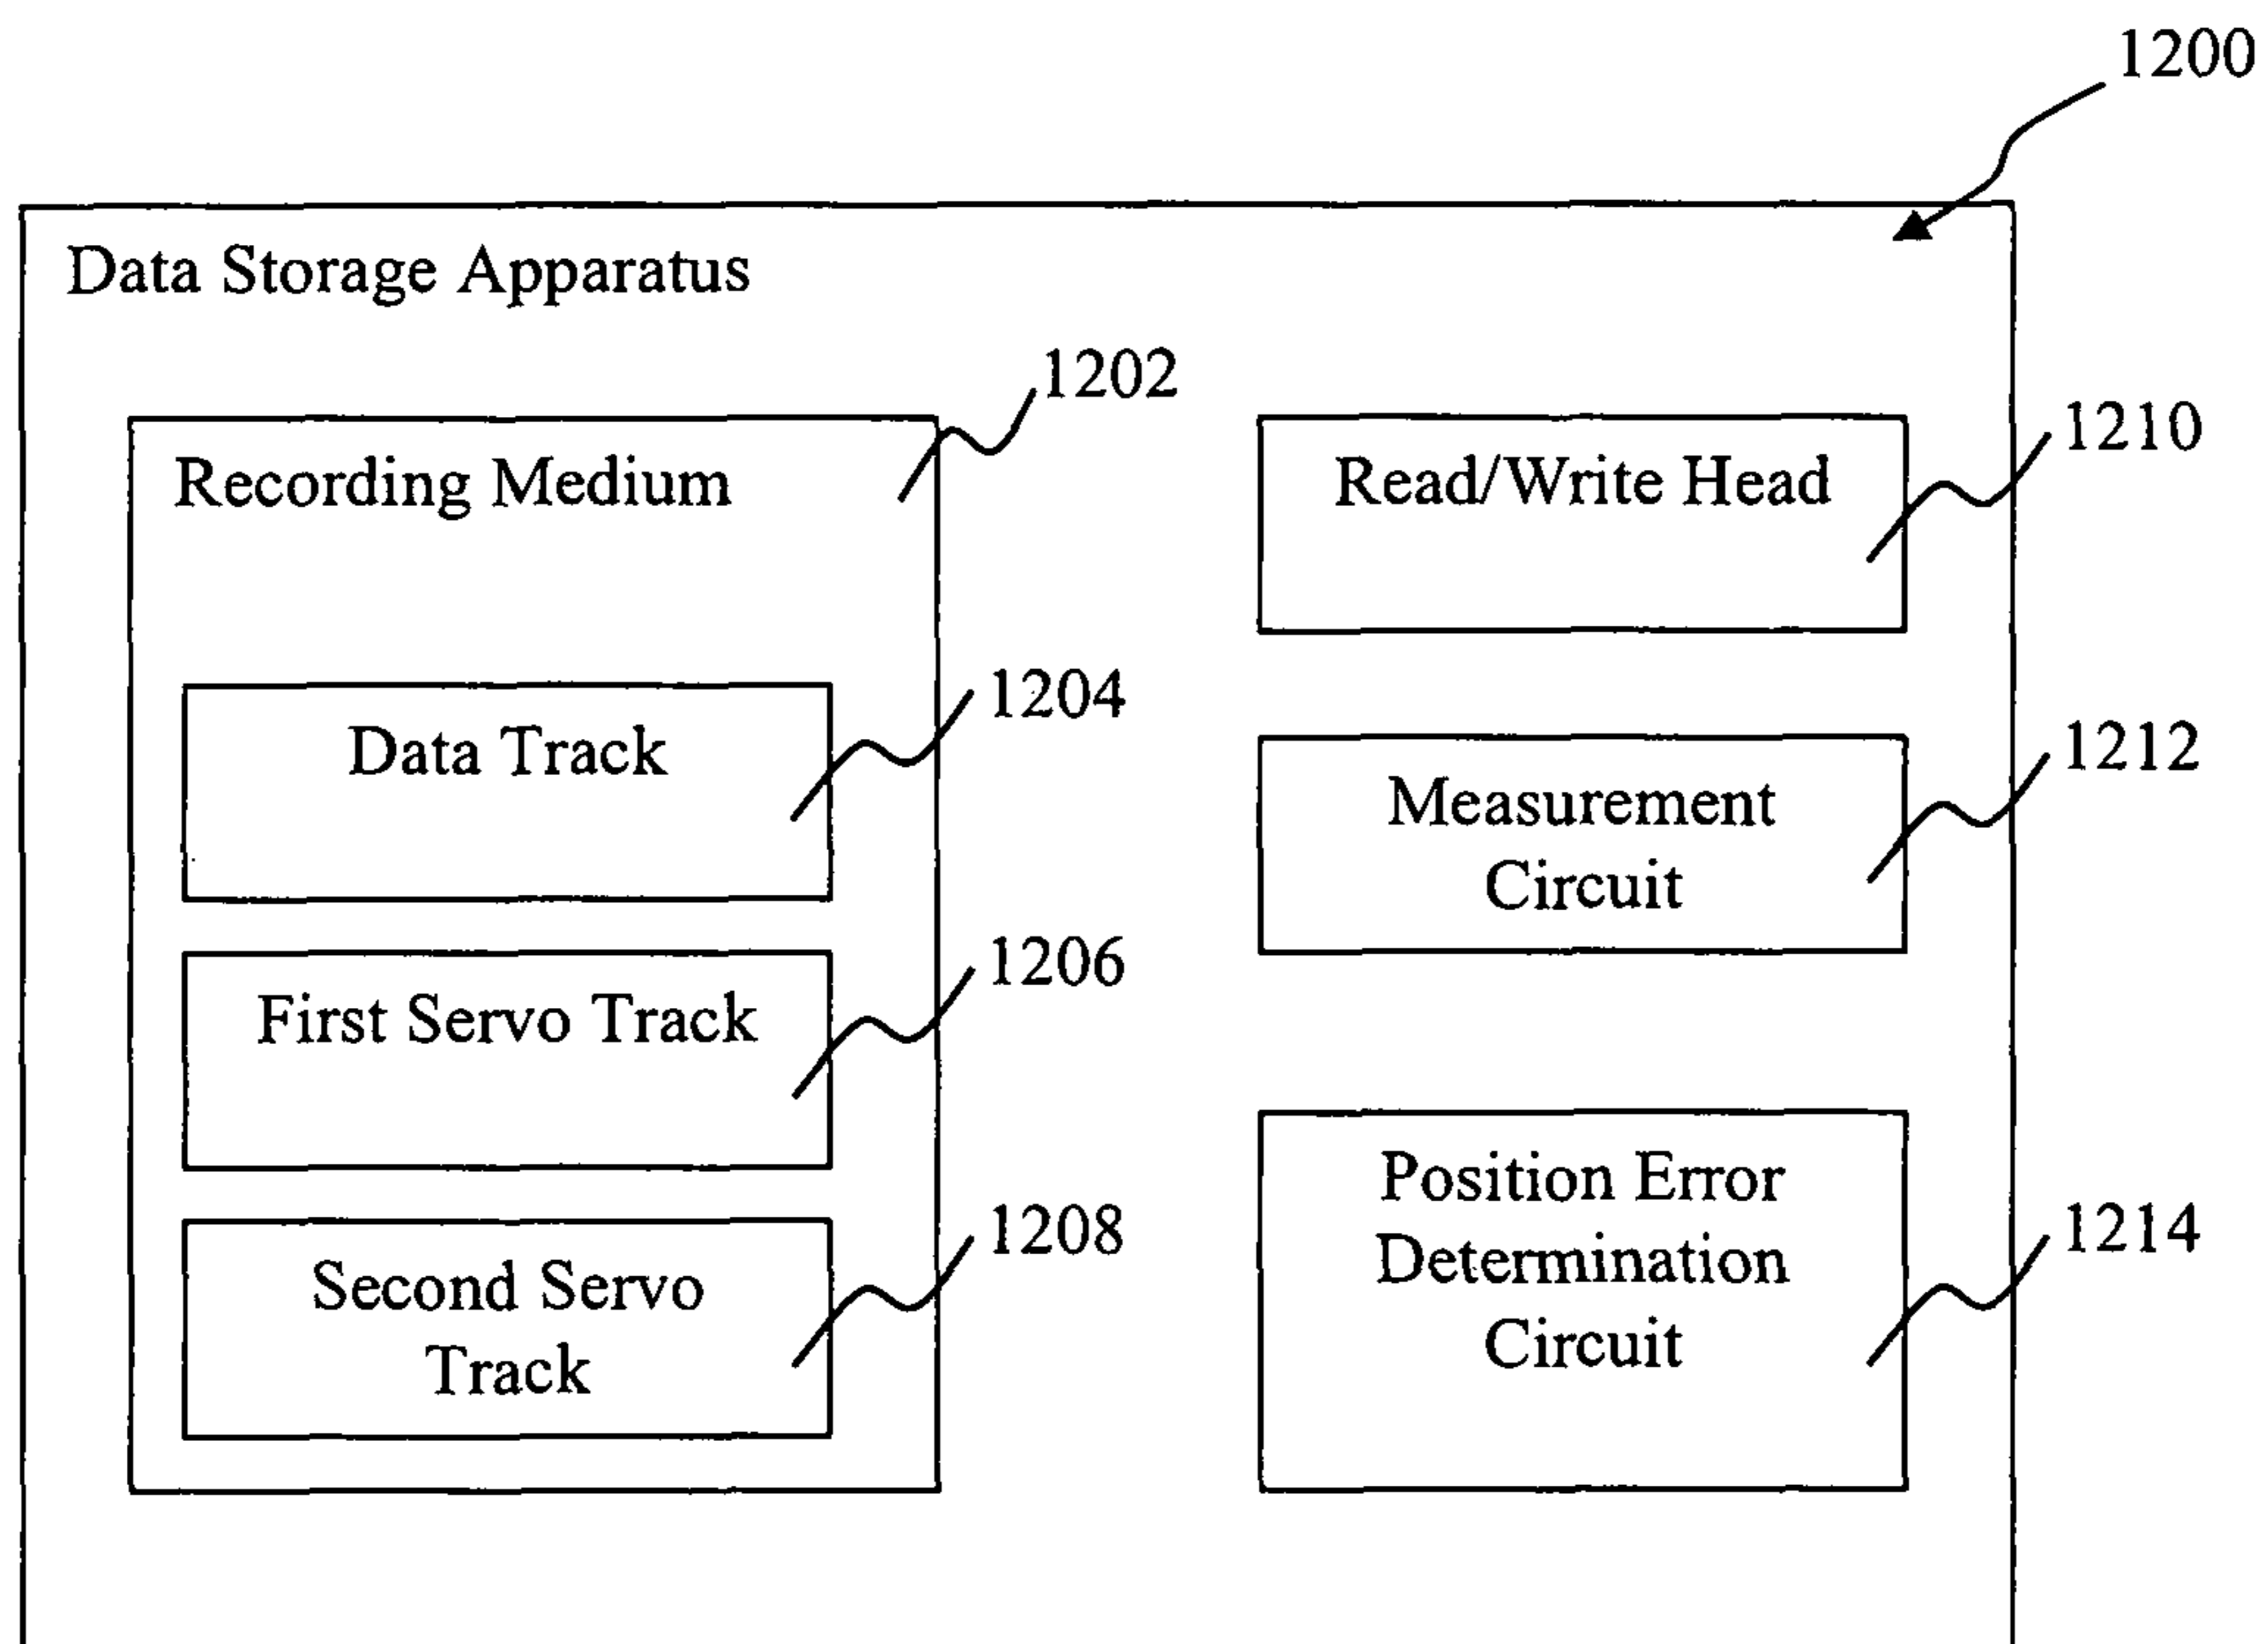 1200
Data Storage Apparatus
1202
Recording Medium
1204
Data Track
1206
First Servo Track
1208
Second Servo
Track
1210
Read/Write Head
1212
Measurement
Circuit
1214
Position Error
Determination
Circuit